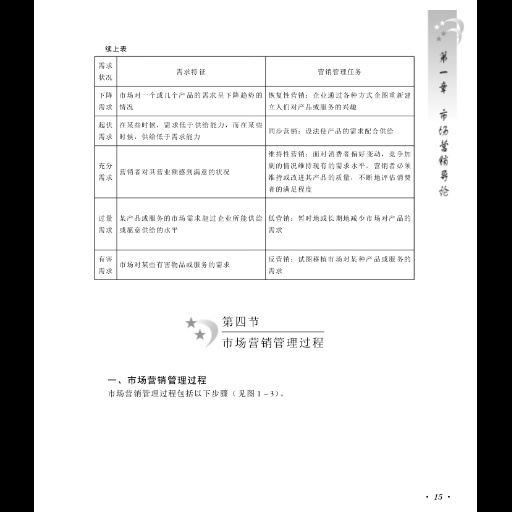 续上表
需求
状况
需求特征
营销管理任务
下降
需求
市场对一个或几个产品的需求呈下降趋势的
情况
恢复性营销：企业通过各种方式企图重新建
立人们对产品或服务的兴趣
起伏
需求
在某些时候，需求低于供给能力，而在某些
时候，供给低于需求能力
同步营销：设法使产品的需求配合供给
充分
需求
营销者对其营业额感到满意的状况
维持性营销：面对消费者偏好变动、竞争加
剧的情况维持现有的需求水平，营销者必须
维持或改进其产品的质量，不断地评估消费
者的满足程度
过量
需求
某产品或服务的市场需求超过企业所能供给
或愿意供给的水平
低营销：暂时地或长期地减少市场对产品的
需求
有害
需求
市场对某些有害物品或服务的需求
反营销：试图移植市场对某种产品或服务的
需求
第四节
市场营销管理过程
一、市场营销管理过程
市场营销管理过程包括以下步骤（见图1-3）。
第一章 市场营销导论
· 15 ·